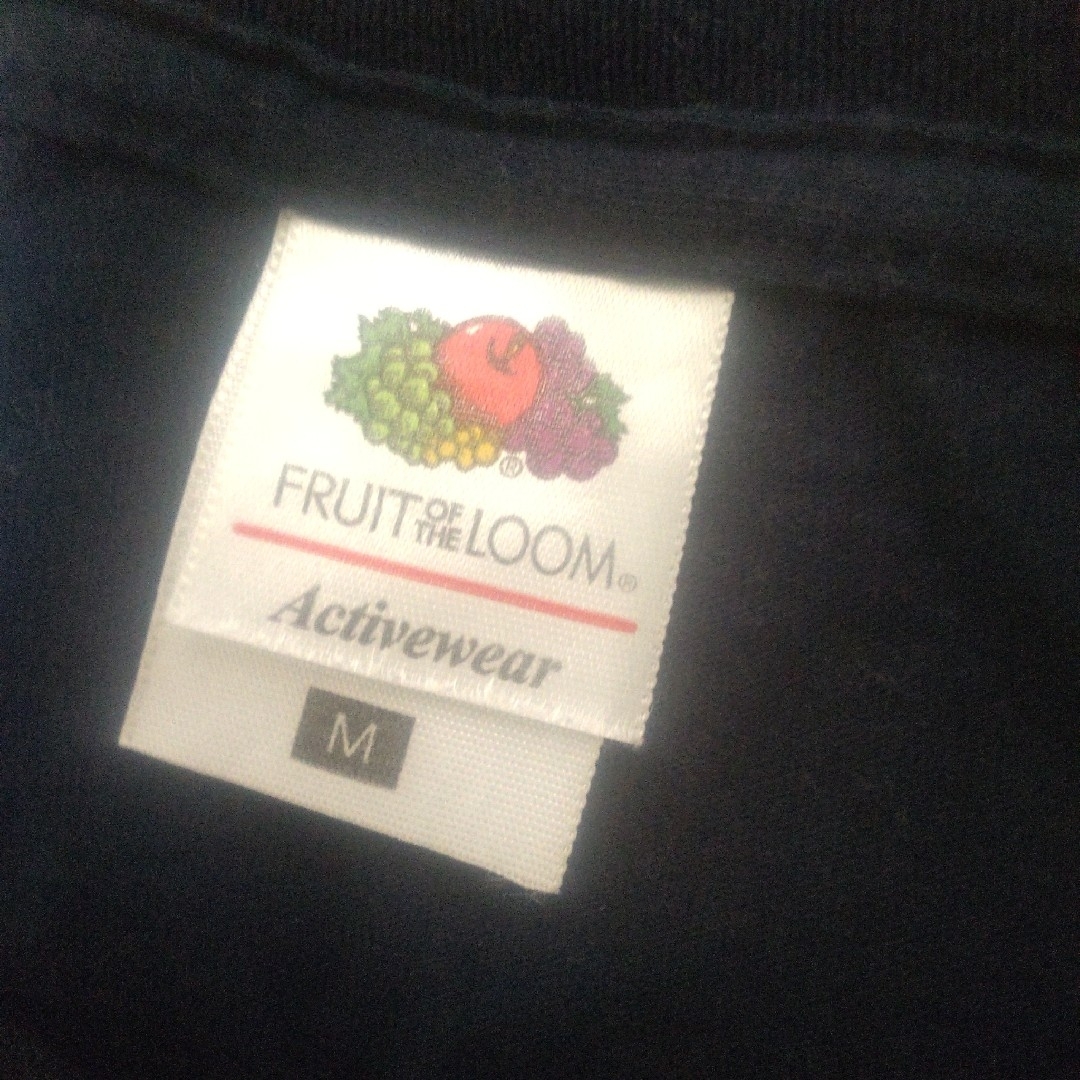 ®
FRUIT OF THE LOOM®
Activewear
M